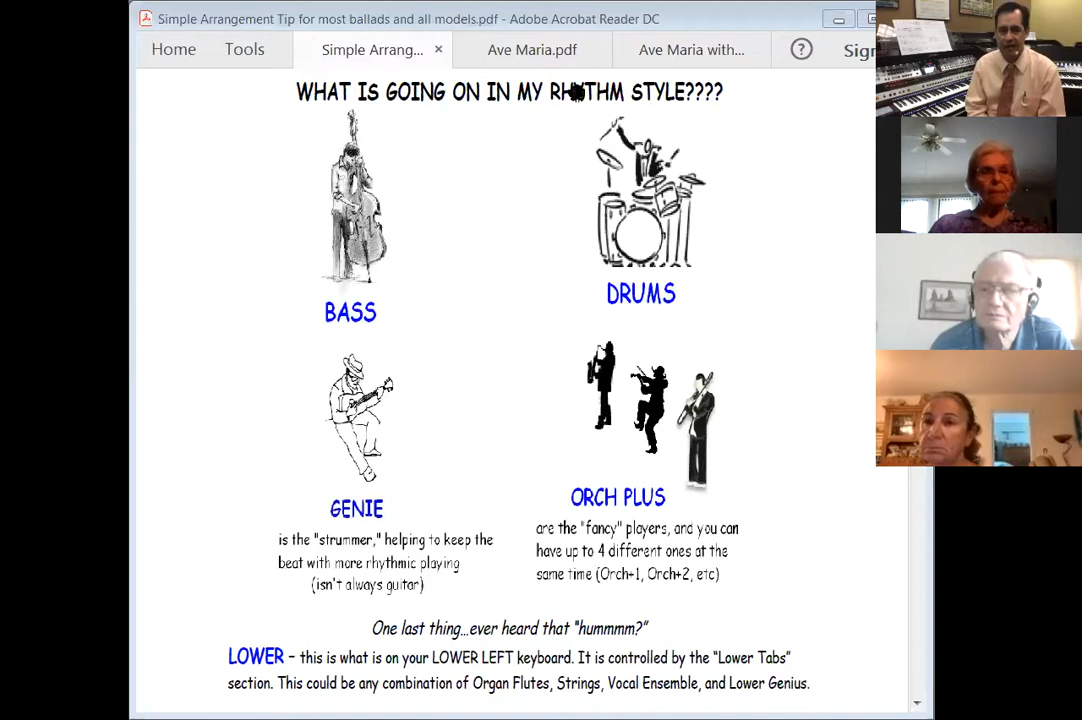 Simple Arrangement Tip for most ballads and all models.pdf - Adobe Acrobat Reader DC
Home Tools Simple Arrang... × Ave Maria.pdf Ave Maria with... ? Sign
WHAT IS GOING ON IN MY RHYTHM STYLE????
BASS
DRUMS
GENIE
is the "strummer," helping to keep the
beat with more rhythmic playing
(isn't always guitar)
ORCH PLUS
are the "fancy" players, and you can
have up to 4 different ones at the
same time (Orch+1, Orch+2, etc)
One last thing...ever heard that "hummmm?"
LOWER – this is what is on your LOWER LEFT keyboard. It is controlled by the "Lower Tabs"
section. This could be any combination of Organ Flutes, Strings, Vocal Ensemble, and Lower Genius.